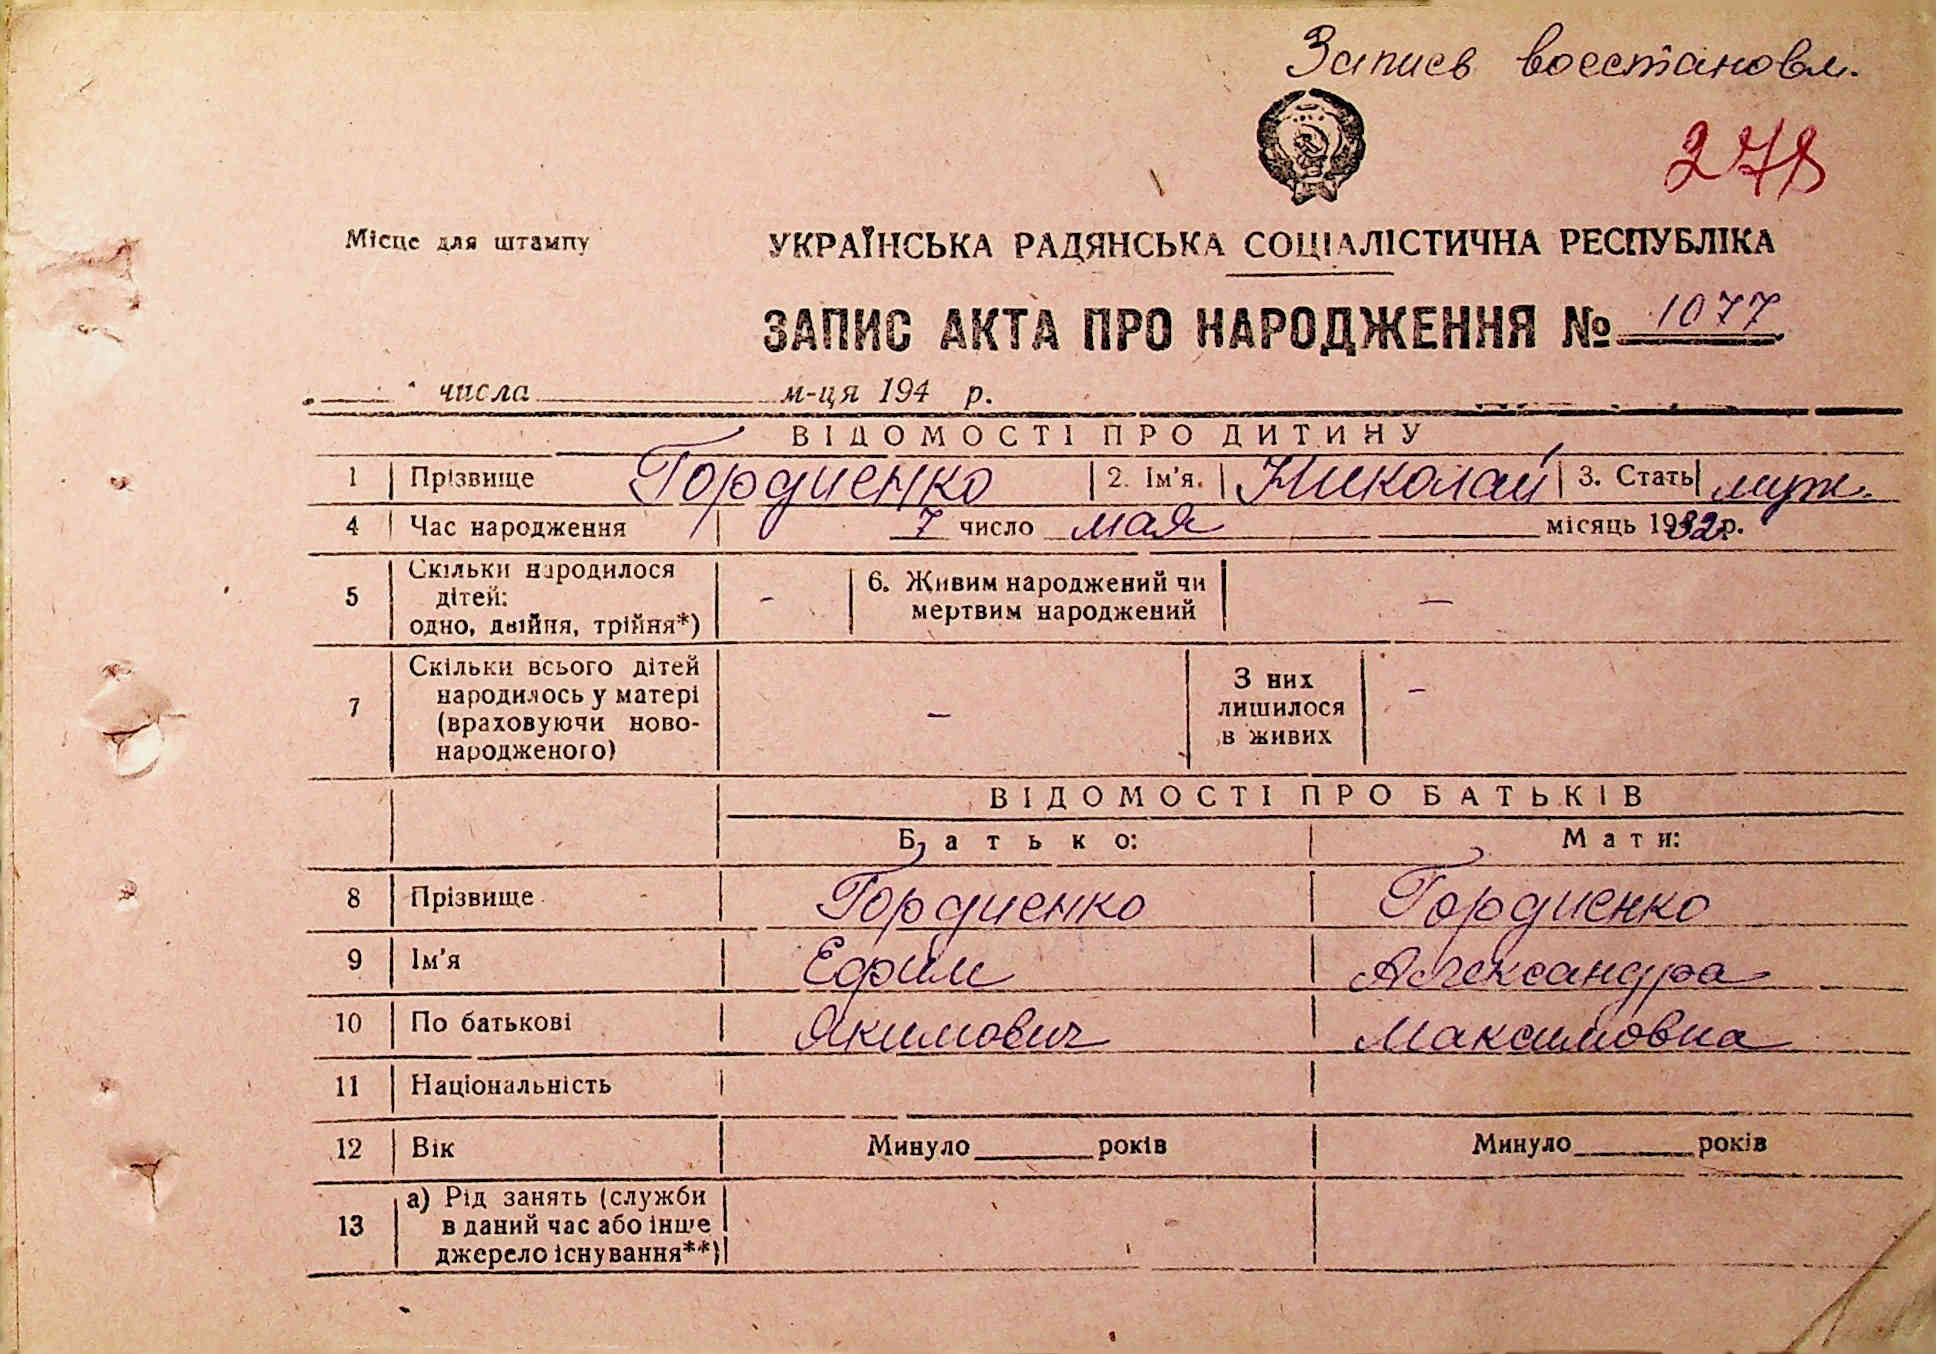 Запись восстановл.
278
Місце для штампу
УКРАЇНСЬКА РАДЯНСЬКА СОЦІАЛІСТИЧНА РЕСПУБЛІКА
ЗАПИС АКТА ПРО НАРОДЖЕННЯ № 1077
числа м-ця 194 р.
ВІДОМОСТІ ПРО ДИТИНУ
1 Прізвище Гордиенко 2. Ім'я. Николай 3. Стать муж.
4 Час народження 7 число мая місяць 1932 р.
5 Скільки народилося дітей: одно, двійня, трійня*) - 6. Живим народжений чи мертвим народжений —
7 Скільки всього дітей народилось у матері (враховуючи новонародженого) — З них лишилося в живих —
ВІДОМОСТІ ПРО БАТЬКІВ
Батько: Мати:
8 Прізвище Гордиенко Гордиенко
9 Ім'я Ефим Александра
10 По батькові Якимович Максимовна
11 Національність
12 Вік Минуло років Минуло років
13 а) Рід занять (служби в даний час або інше джерело існування**)